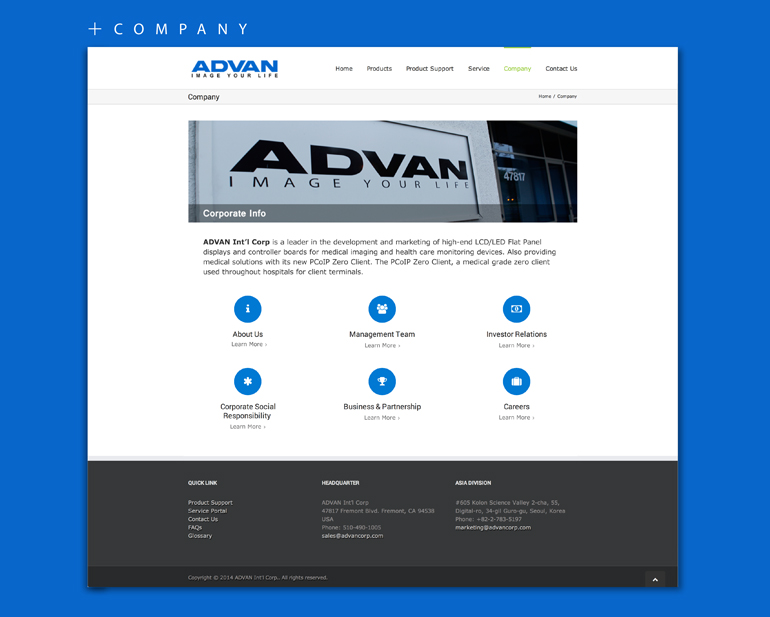 + COMPANY
ADVAN
IMAGE YOUR LIFE
Home Products Product Support Service Company Contact Us
Company
Home / Company
ADVAN
IMAGE YOUR LIFE
47817
Corporate Info
ADVAN Int'l Corp is a leader in the development and marketing of high-end LCD/LED Flat Panel
displays and controller boards for medical imaging and health care monitoring devices. Also providing
medical solutions with its new PCoIP Zero Client. The PCoIP Zero Client, a medical grade zero client
used throughout hospitals for client terminals.
About Us
Learn More ›
Management Team
Learn More ›
Investor Relations
Learn More ›
Corporate Social
Responsibility
Learn More ›
Business & Partnership
Learn More ›
Careers
Learn More ›
QUICK LINK
Product Support
Service Portal
Contact Us
FAQs
Glossary
HEADQUARTER
ADVAN Int'l Corp
47817 Fremont Blvd. Fremont, CA 94538
USA
Phone: 510-490-1005
sales@advancorp.com
ASIA DIVISION
#605 Kolon Science Valley 2-cha, 55,
Digital-ro, 34-gil Guro-gu, Seoul, Korea
Phone: +82-2-783-5197
marketing@advancorp.com
Copyright © 2014 ADVAN Int'l Corp.. All rights reserved.